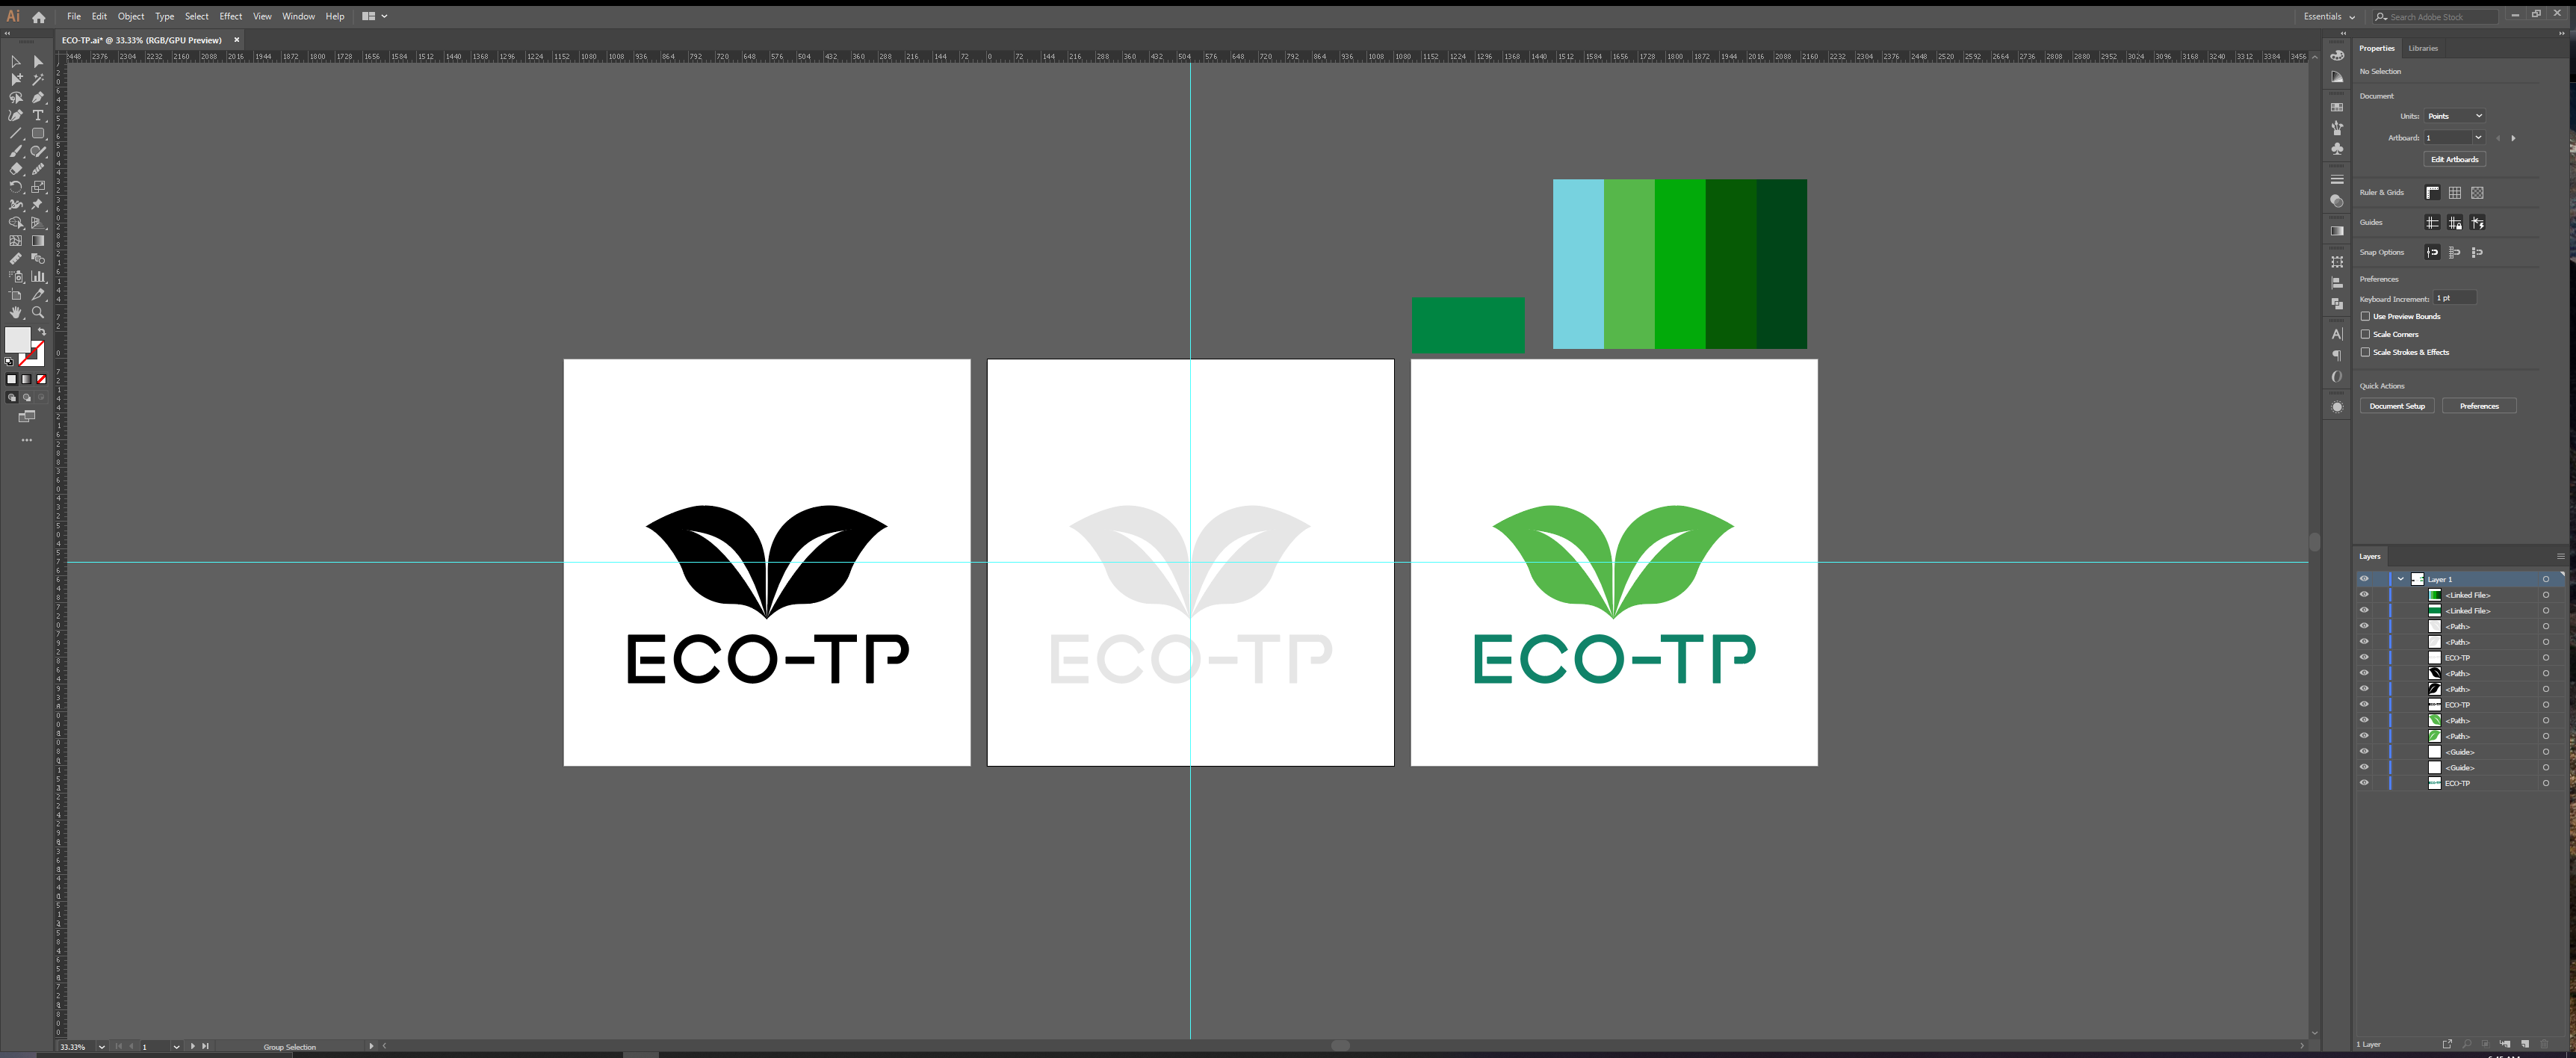 Ai File Edit Object Type Select Effect View Window Help
Essentials Search Adobe Stock
ECO-TP.ai* @ 33.33% (RGB/GPU Preview) ×
Properties Libraries
No Selection
Document
Units: Points
Artboard: 1
Edit Artboards
Ruler & Grids
Guides
Snap Options
Preferences
Keyboard Increment: 1 pt
Use Preview Bounds
Scale Corners
Scale Strokes & Effects
Quick Actions
Document Setup Preferences
ECO-TP ECO-TP ECO-TP
Layers
Layer 1
<Linked File>
<Linked File>
<Path>
<Path>
ECO-TP
<Path>
<Path>
ECO-TP
<Path>
<Path>
<Guide>
<Guide>
ECO-TP
1 Layer
33.33% 1 Group Selection